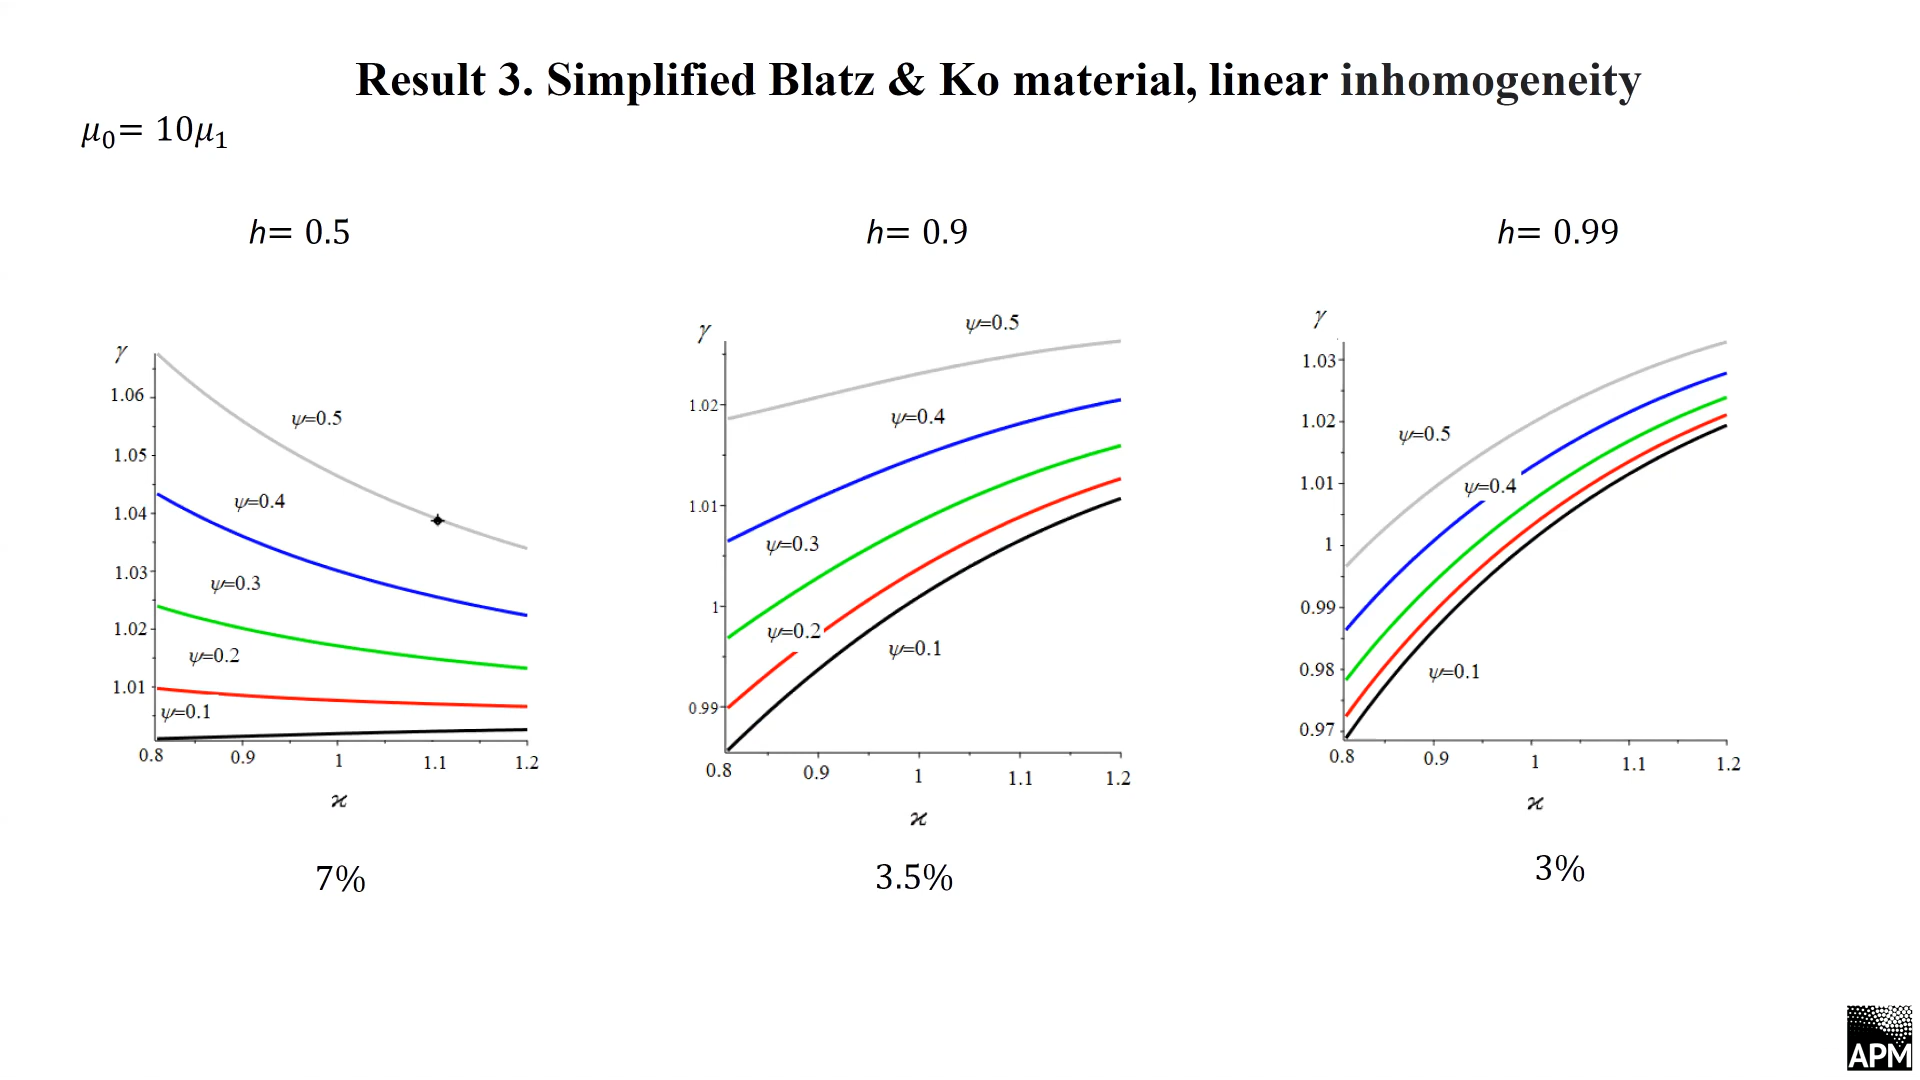 Result 3. Simplified Blatz & Ko material, linear inhomogeneity
μ₀= 10μ₁
h= 0.5
h= 0.9
h= 0.99
γ
1.06
1.05
1.04
1.03
1.02
1.01
0.8
0.9
1
1.1
1.2
ϰ
ψ=0.5
ψ=0.4
ψ=0.3
ψ=0.2
ψ=0.1
γ
1.02
1.01
1
0.99
0.8
0.9
1
1.1
1.2
ϰ
ψ=0.5
ψ=0.4
ψ=0.3
ψ=0.2
ψ=0.1
γ
1.03
1.02
1.01
1
0.99
0.98
0.97
0.8
0.9
1
1.1
1.2
ϰ
ψ=0.5
ψ=0.4
ψ=0.1
7%
3.5%
3%
APM